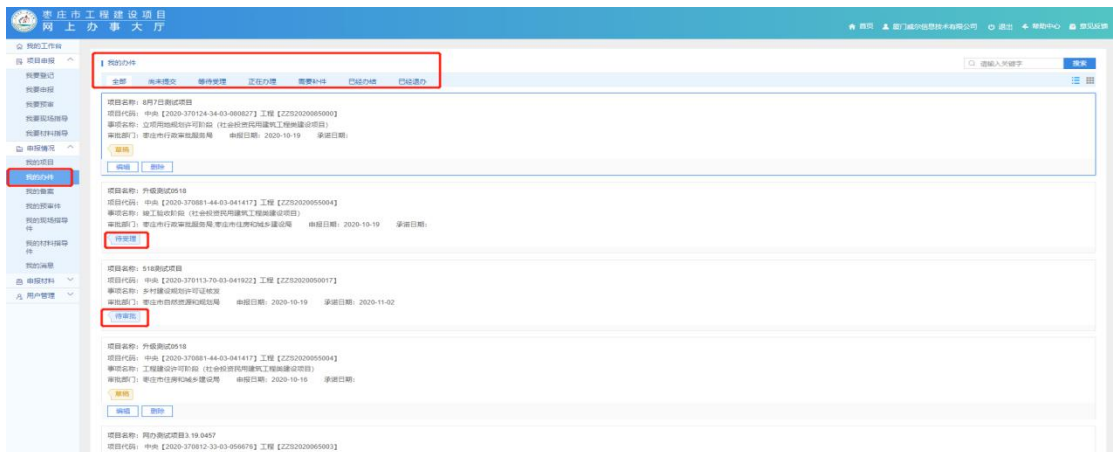 枣庄市工程建设项目
网上办事大厅
首页 厦门威尔信息技术有限公司 退出 帮助中心 意见反馈
我的工作台
项目申报
我要登记
我要申报
我要预审
我要现场指导
我要材料指导
申报情况
我的项目
我的办件
我的备案
我的预审件
我的现场指导件
我的材料指导件
我的消息
申报材料
用户管理
我的办件
请输入关键字 搜索
全部 尚未提交 等待受理 正在办理 需要补件 已经办结 已经退办
项目名称：8月7日测试项目
项目代码：中央【2020-370124-34-03-080827】工程【ZZS2020085000】
事项名称：立项用地规划许可阶段（社会投资民用建筑工程类建设项目）
审批部门：枣庄市行政审批服务局 申报日期：2020-10-19 承诺日期：
草稿
编辑 删除
项目名称：升级测试0518
项目代码：中央【2020-370881-44-03-041417】工程【ZZS2020055004】
事项名称：竣工验收阶段（社会投资民用建筑工程类建设项目）
审批部门：枣庄市行政审批服务局,枣庄市住房和城乡建设局 申报日期：2020-10-19 承诺日期：
待受理
项目名称：518测试项目
项目代码：中央【2020-370113-70-03-041922】工程【ZZS2020050017】
事项名称：乡村建设规划许可证核发
审批部门：枣庄市自然资源和规划局 申报日期：2020-10-19 承诺日期：2020-11-02
待审批
项目名称：升级测试0518
项目代码：中央【2020-370881-44-03-041417】工程【ZZS2020055004】
事项名称：工程建设许可阶段（社会投资民用建筑工程类建设项目）
审批部门：枣庄市住房和城乡建设局 申报日期：2020-10-16 承诺日期：
草稿
编辑 删除
项目名称：网办测试项目3.19.0457
项目代码：中央【2020-370812-33-03-056678】工程【ZZS2020065003】